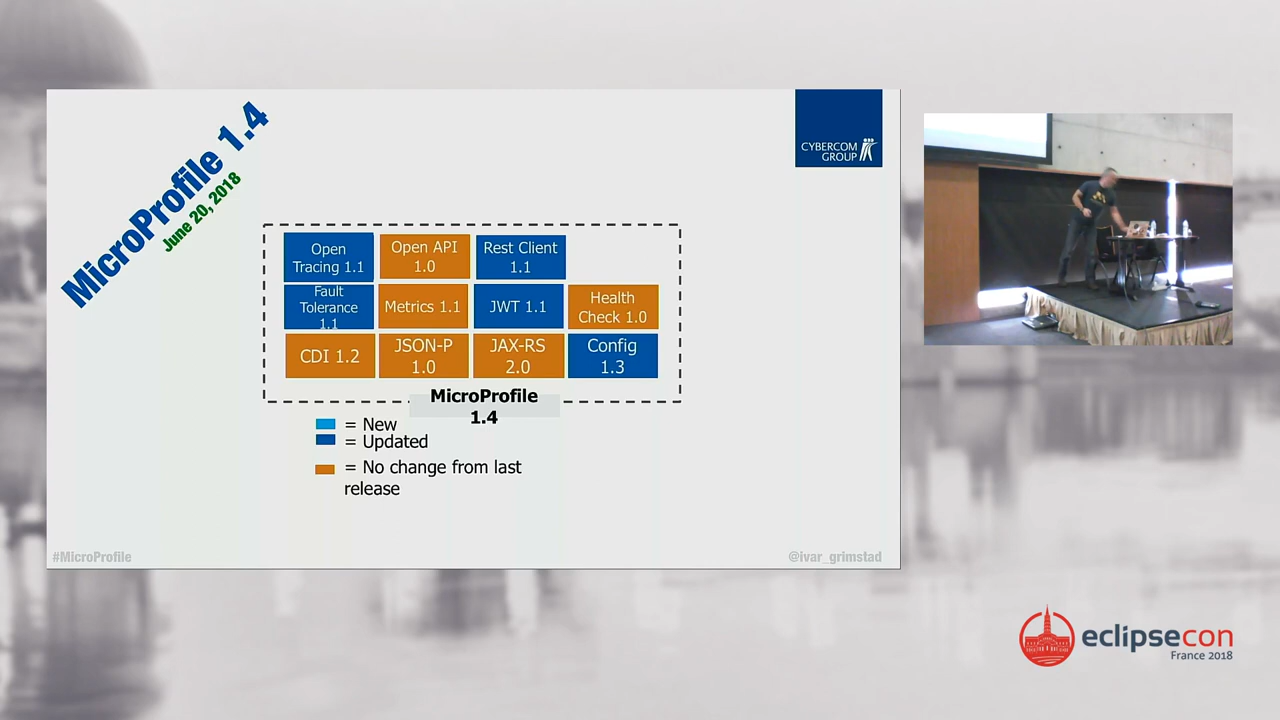 MicroProfile 1.4
June 20, 2018
CYBERCOM
GROUP
Open
Tracing 1.1
Open API
1.0
Rest Client
1.1
Fault
Tolerance
1.1
Metrics 1.1
JWT 1.1
Health
Check 1.0
CDI 1.2
JSON-P
1.0
JAX-RS
2.0
Config
1.3
MicroProfile
1.4
= New
= Updated
= No change from last
release
#MicroProfile
@ivar_grimstad
eclipsecon
France 2018